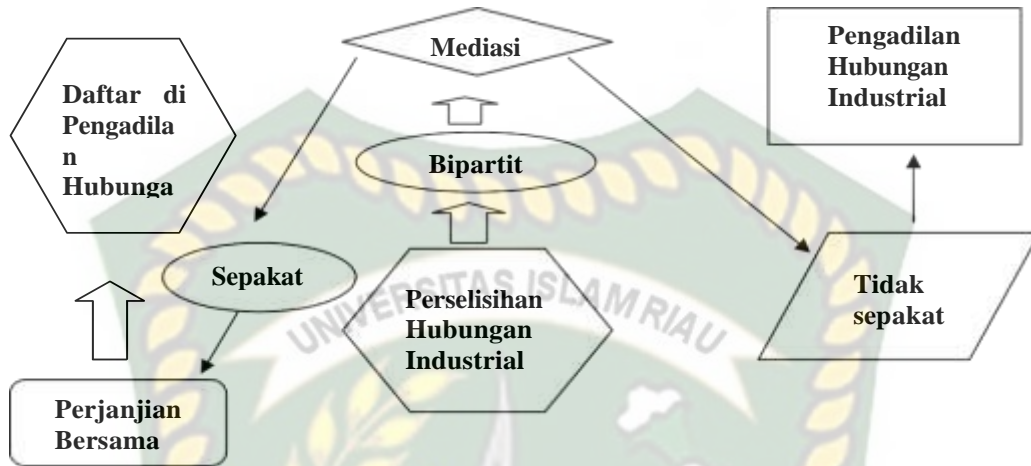 Mediasi
Pengadilan
Hubungan
Industrial
Daftar di
Pengadila
n
Hubunga
Bipartit
Sepakat
Perselisihan
Hubungan
Industrial
Tidak
sepakat
Perjanjian
Bersama
UNIVERSITAS ISLAM RIAU